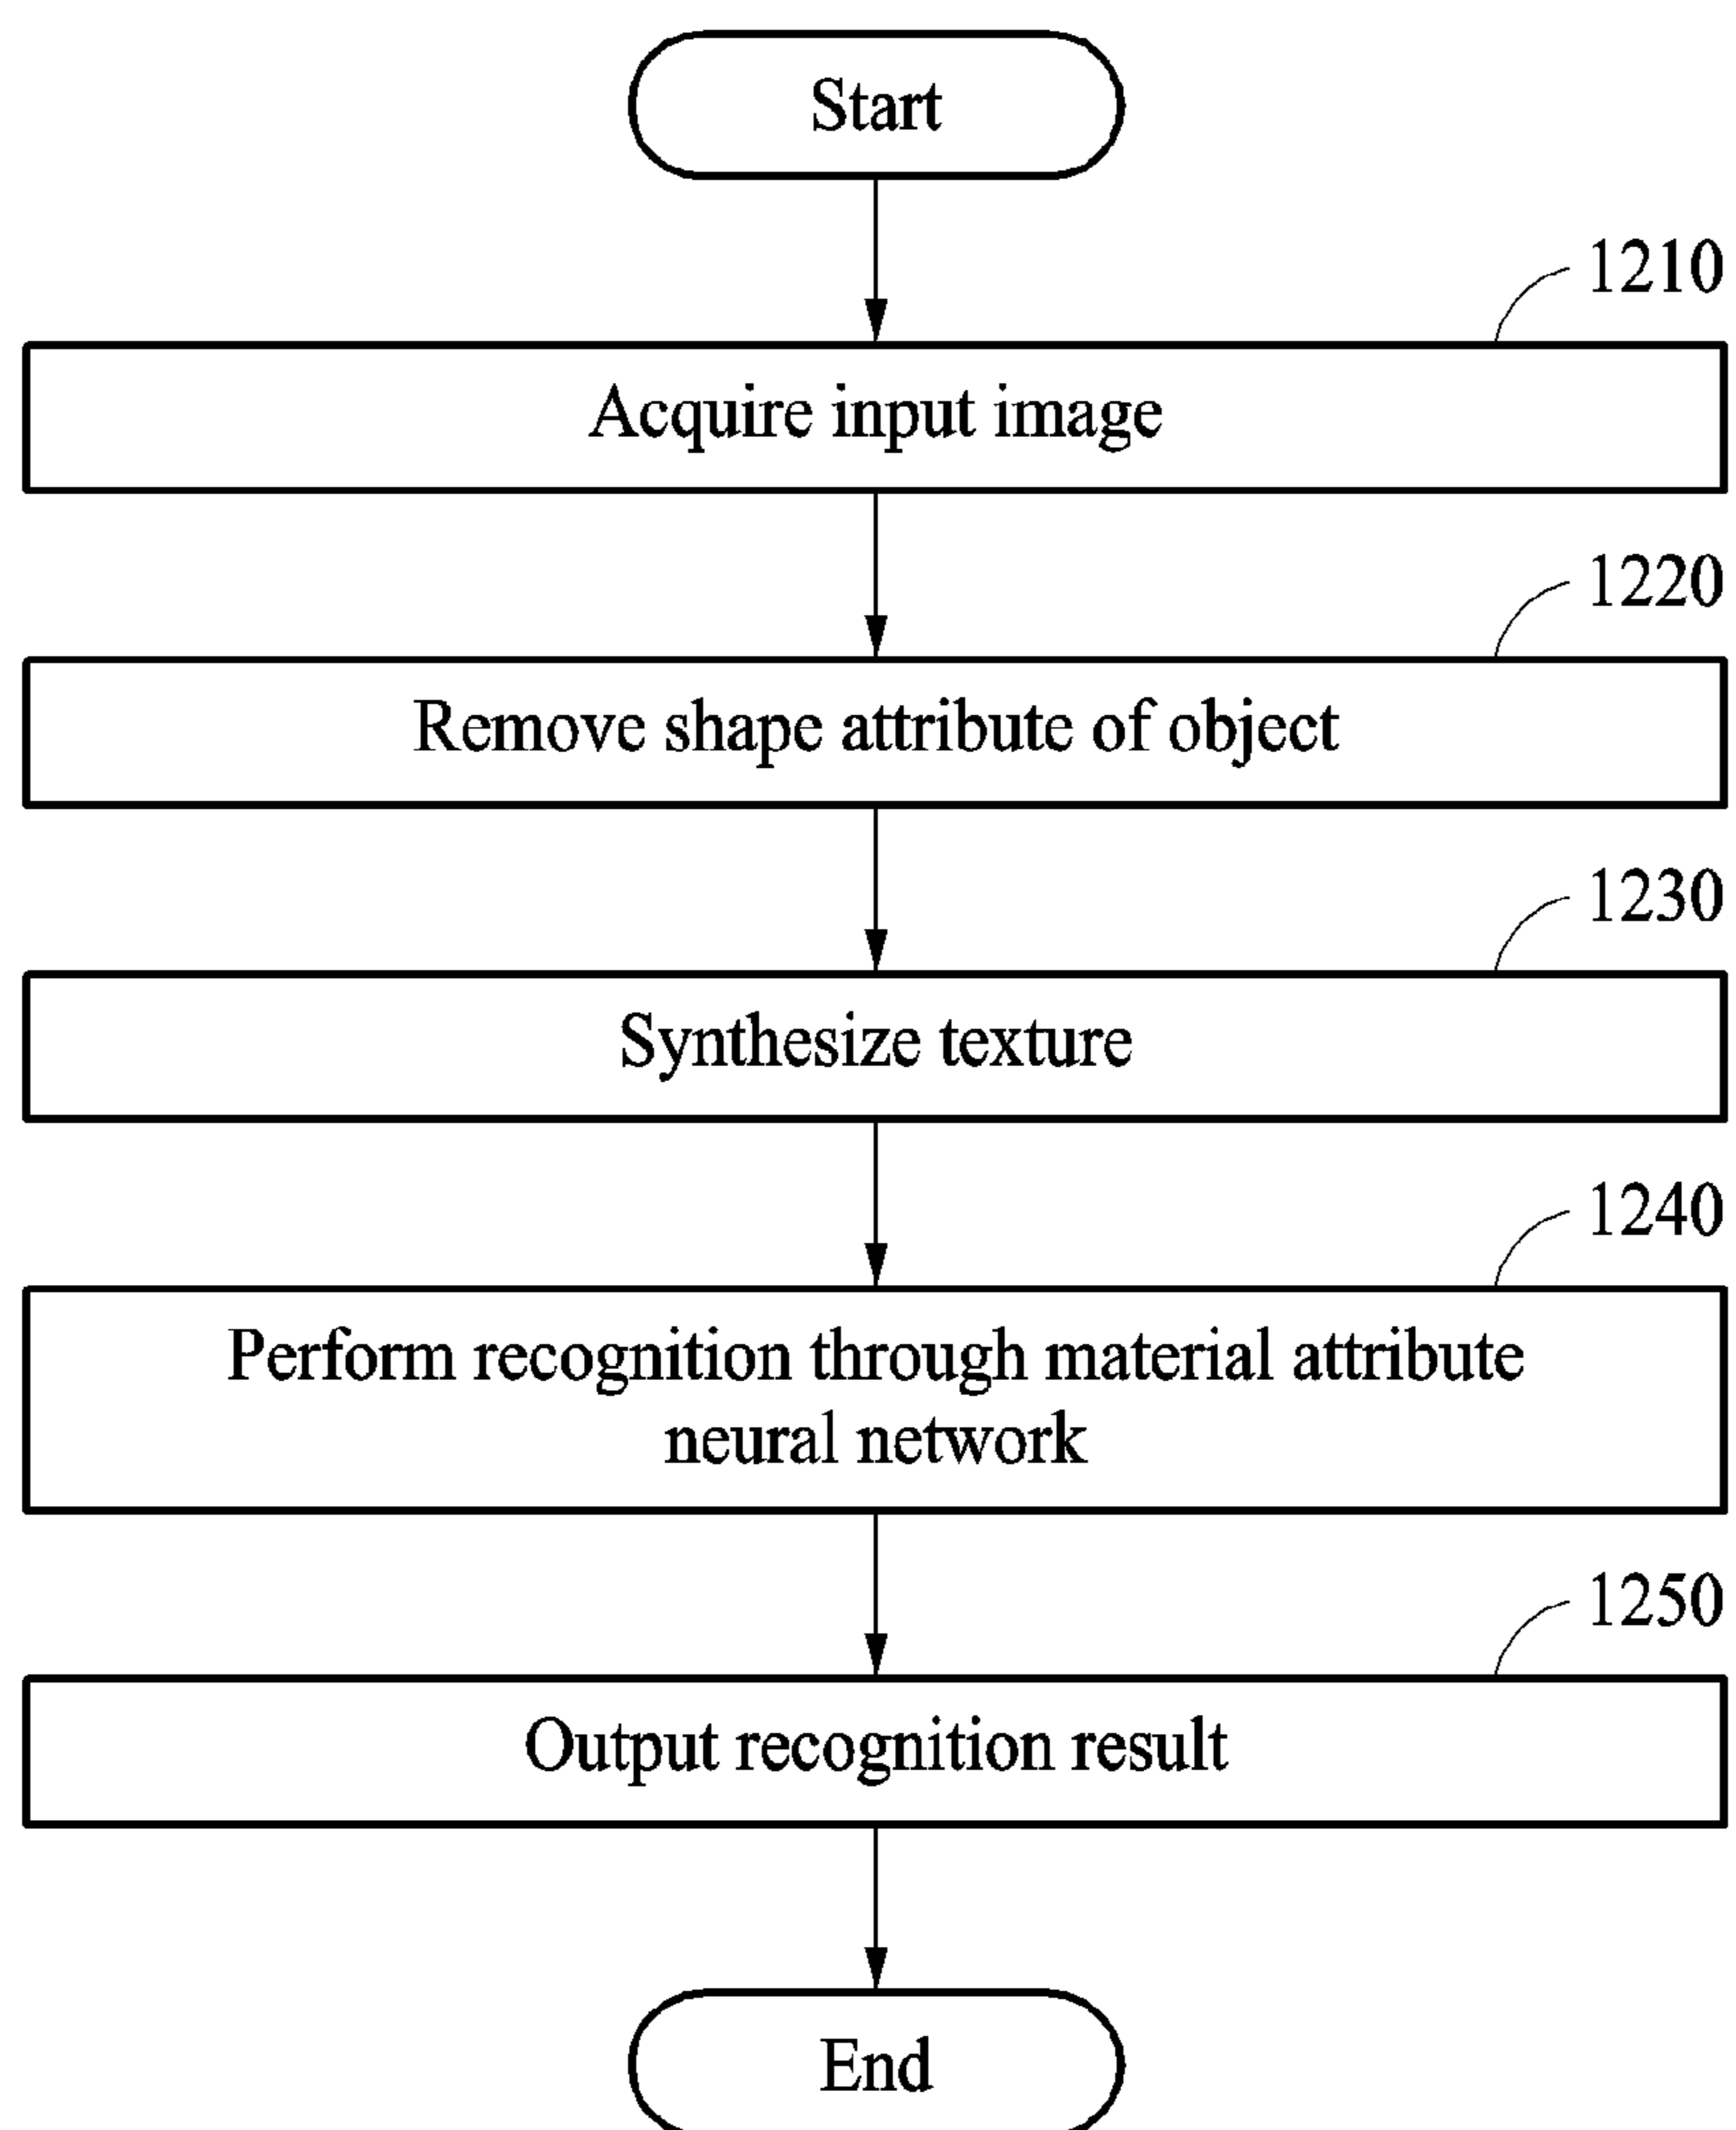 Start
1210
Acquire input image
1220
Remove shape attribute of object
1230
Synthesize texture
1240
Perform recognition through material attribute
neural network
1250
Output recognition result
End